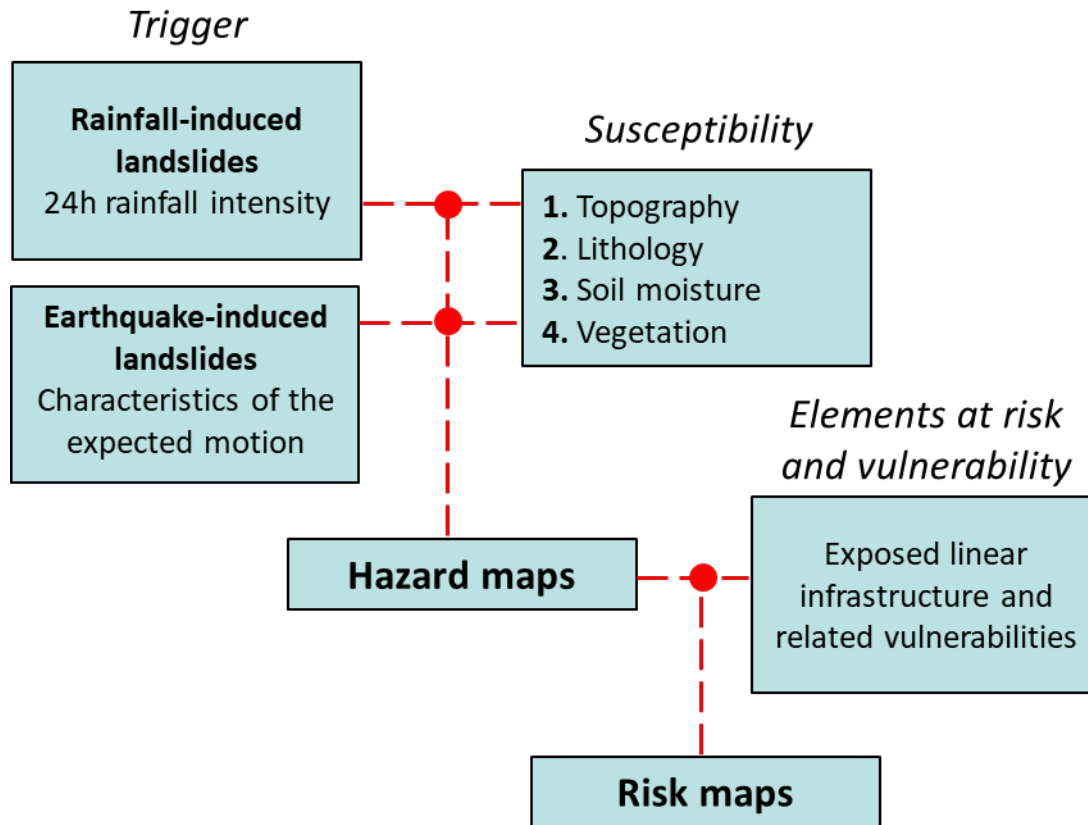 Trigger
Rainfall-induced
landslides
24h rainfall intensity
Susceptibility
1. Topography
2. Lithology
3. Soil moisture
4. Vegetation
Earthquake-induced
landslides
Characteristics of the
expected motion
Elements at risk
and vulnerability
Exposed linear
infrastructure and
related vulnerabilities
Hazard maps
Risk maps